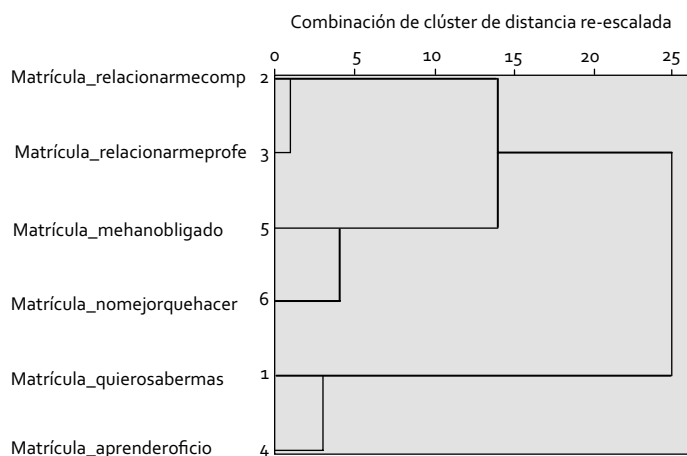 Combinación de clúster de distancia re-escalada
0 5 10 15 20 25
Matrícula_relacionarmecomp 2
Matrícula_relacionarmeprofe 3
Matrícula_mehanobligado 5
Matrícula_nomejorquehacer 6
Matrícula_quierosabermas 1
Matrícula_aprenderoficio 4